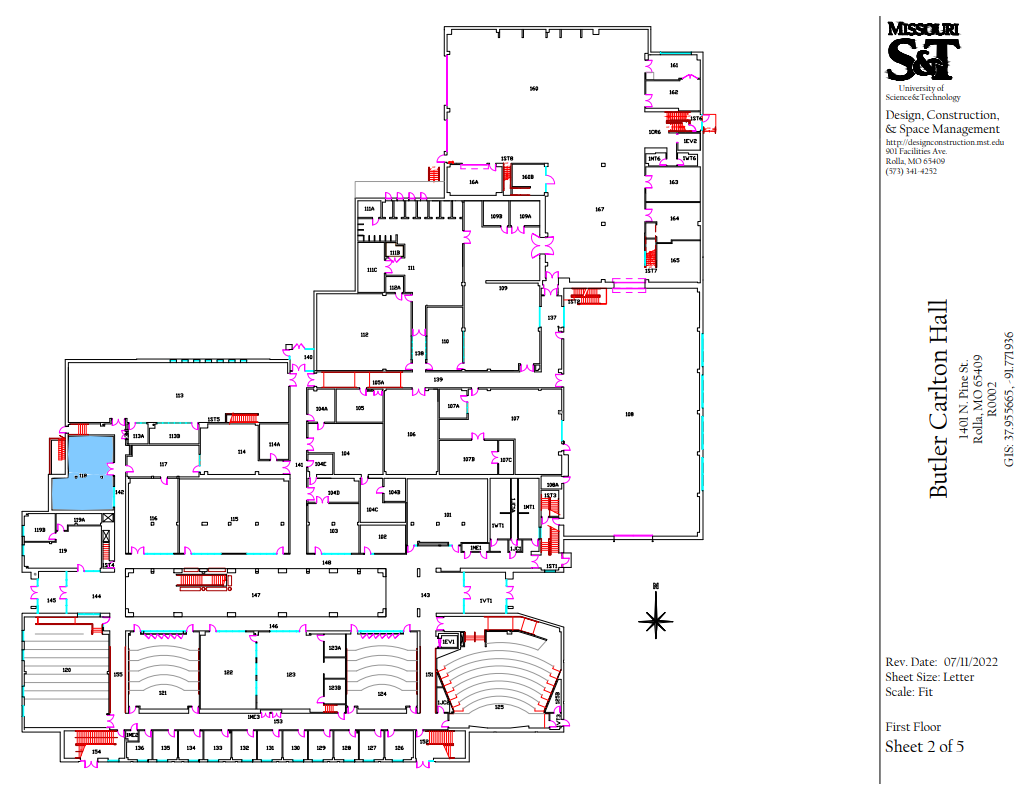 MISSOURI
S&T
University of
Science&Technology
Design, Construction,
& Space Management
http://designconstruction.mst.edu
901 Facilities Ave.
Rolla, MO 65409
(573) 341-4252
Butler Carlton Hall
1401 N. Pine St.
Rolla, MO 65409
R0002
GIS: 37.955665, -91.771936
Rev. Date: 07/11/2022
Sheet Size: Letter
Scale: Fit
First Floor
Sheet 2 of 5
160
161
162
1ST6
1CR6
1EV2
1MT6
1WT6
1ST8
16A
160B
163
167
164
165
1ST7
111A
109B
109A
111B
111C
111
112A
109
137
112
110
138
140
139
105A
108
113
1ST5
104A
105
107A
107
106
113A
113B
114
114A
104
117
141
104E
107B
107C
118
142
104D
104B
108A
1ST3
104C
101
1WT1
1MT1
116
115
103
102
119A
119B
119
1ST4
1ME1
1JC1
1ST1
148
145
144
147
143
1VT1
146
120
155
121
122
123
123A
123B
124
151
1EV1
125
125B
1ME3
153
1ME2
154
136
135
134
133
132
131
130
129
128
127
126
152